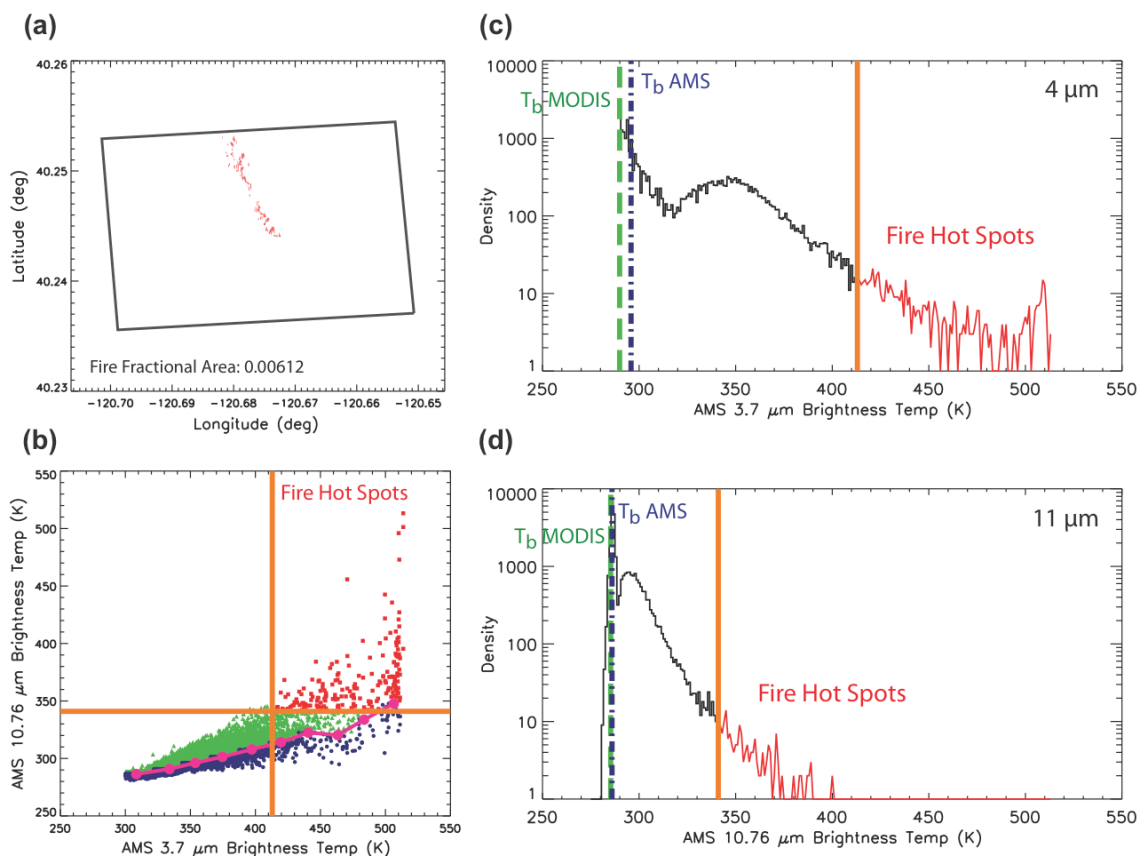 (a)
40.26
40.25
40.24
40.23
Latitude (deg)
Fire Fractional Area: 0.00612
-120.70 -120.69 -120.68 -120.67 -120.66 -120.65
Longitude (deg)
(b)
550
500
450
400
350
300
250
AMS 10.76 µm Brightness Temp (K)
Fire Hot Spots
250 300 350 400 450 500 550
AMS 3.7 µm Brightness Temp (K)
(c)
10000
1000
100
10
1
Density
Tb MODIS
Tb AMS
4 µm
Fire Hot Spots
250 300 350 400 450 500 550
AMS 3.7 µm Brightness Temp (K)
(d)
10000
1000
100
10
1
Density
Tb MODIS
Tb AMS
11 µm
Fire Hot Spots
250 300 350 400 450 500 550
AMS 10.76 µm Brightness Temp (K)